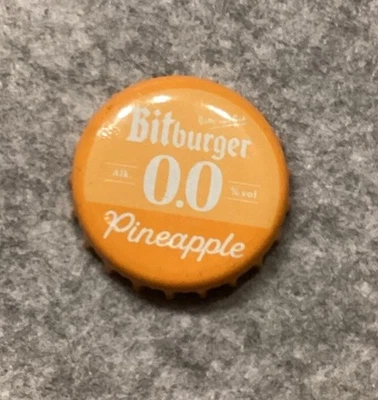 Bitburger
Alk. 0.0 % vol
Pineapple